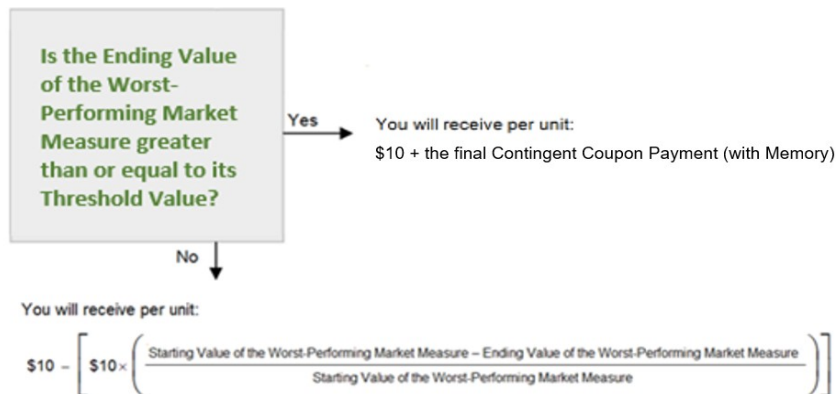 Is the Ending Value
of the Worst-
Performing Market
Measure greater
than or equal to its
Threshold Value?
Yes
You will receive per unit:
$10 + the final Contingent Coupon Payment (with Memory)
No
You will receive per unit:
$10 – [ $10× ( Starting Value of the Worst-Performing Market Measure – Ending Value of the Worst-Performing Market Measure
Starting Value of the Worst-Performing Market Measure ) ]